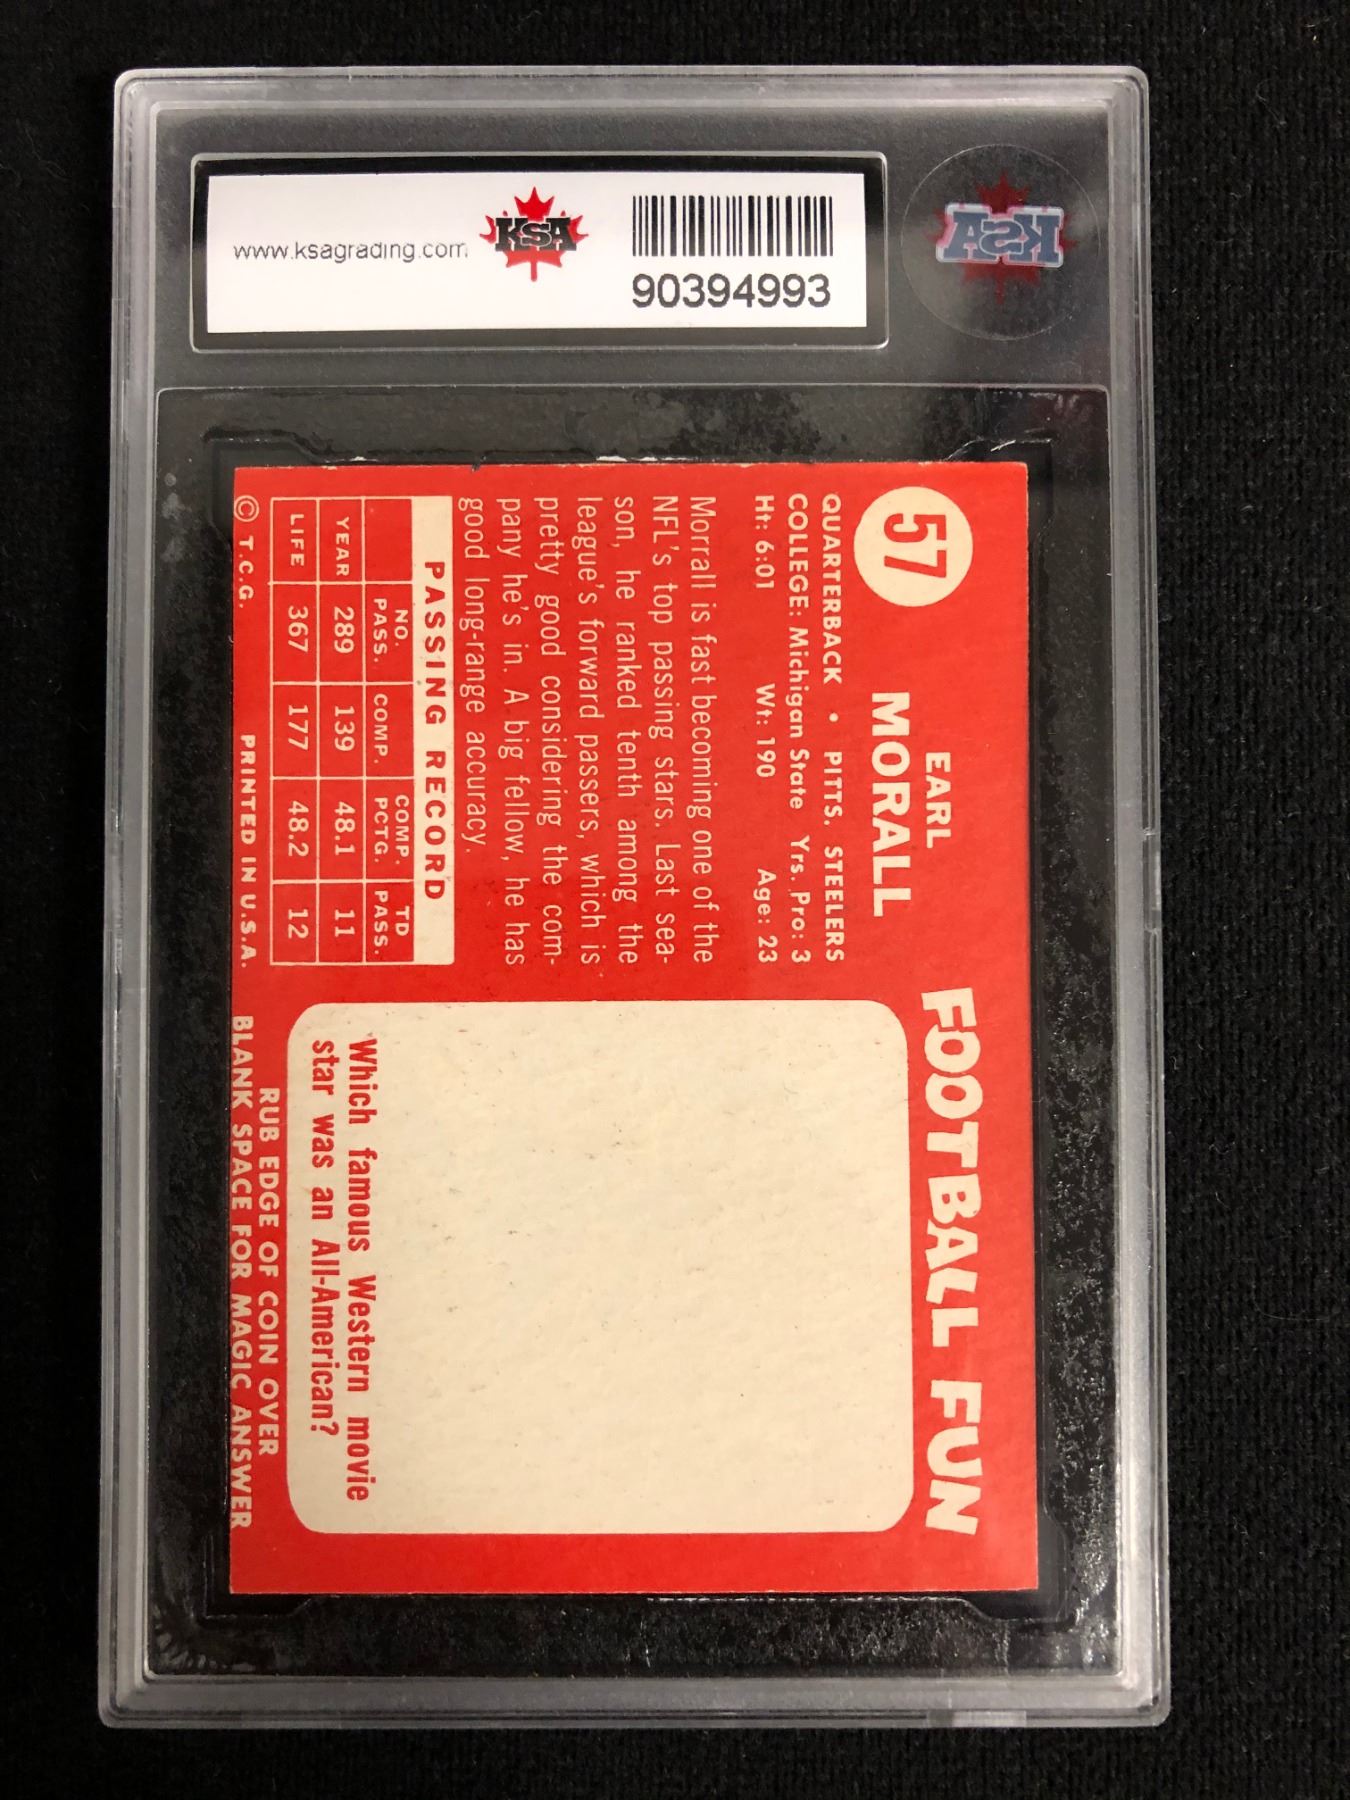 www.ksagrading.com
KSA
90394993
KSA
57
EARL
MORALL
QUARTERBACK • PITTS. STEELERS
COLLEGE: Michigan State Yrs. Pro: 3
Ht: 6:01 Wt: 190 Age: 23
Morrall is fast becoming one of the
NFL's top passing stars. Last sea-
son, he ranked tenth among the
league's forward passers, which is
pretty good considering the com-
pany he's in. A big fellow, he has
good long-range accuracy.
PASSING RECORD
NO. PASS. COMP. COMP. PCTG. TD PASS.
YEAR 289 139 48.1 11
LIFE 367 177 48.2 12
© T.C.G. PRINTED IN U.S.A.
FOOTBALL FUN
Which famous Western movie
star was an All-American?
RUB EDGE OF COIN OVER
BLANK SPACE FOR MAGIC ANSWER